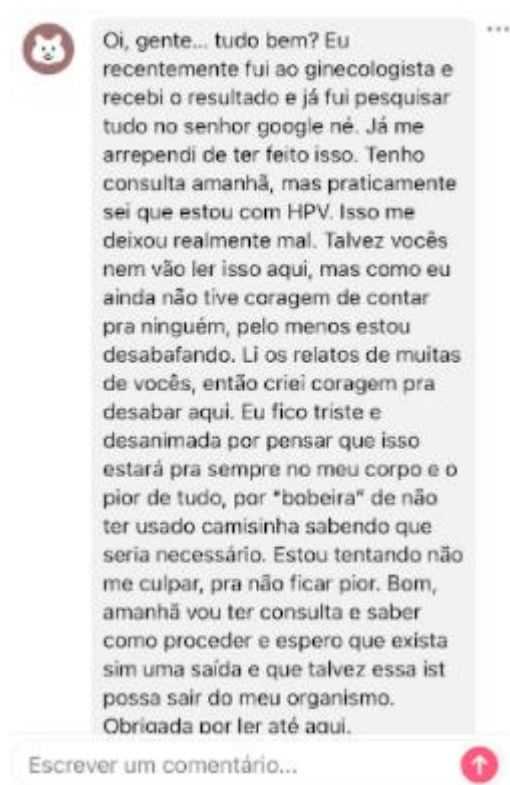 Oi, gente... tudo bem? Eu
recentemente fui ao ginecologista e
recebi o resultado e já fui pesquisar
tudo no senhor google né. Já me
arrependi de ter feito isso. Tenho
consulta amanhã, mas praticamente
sei que estou com HPV. Isso me
deixou realmente mal. Talvez vocês
nem vão ler isso aqui, mas como eu
ainda não tive coragem de contar
pra ninguém, pelo menos estou
desabafando. Li os relatos de muitas
de vocês, então criei coragem pra
desabar aqui. Eu fico triste e
desanimada por pensar que isso
estará pra sempre no meu corpo e o
pior de tudo, por "bobeira" de não
ter usado camisinha sabendo que
seria necessário. Estou tentando não
me culpar, pra não ficar pior. Bom,
amanhã vou ter consulta e saber
como proceder e espero que exista
sim uma saída e que talvez essa ist
possa sair do meu organismo.
Obrigada por ler até aqui.
Escrever um comentário...